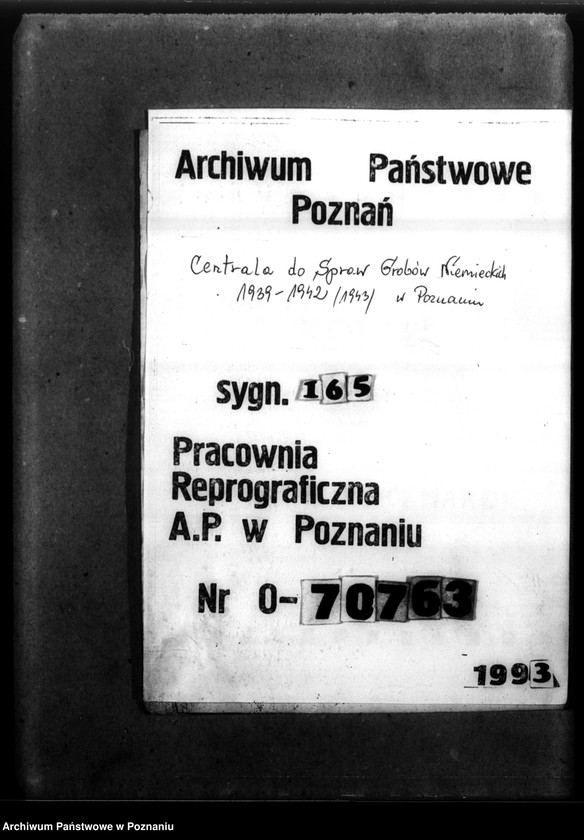 Archiwum Państwowe
Poznań
Centrala do Spraw Grobów Niemieckich
1939-1942 /1943/ w Poznaniu
sygn. 165
Pracownia
Reprograficzna
A.P. w Poznaniu
Nr 0-70763
1993
Archiwum Państwowe w Poznaniu